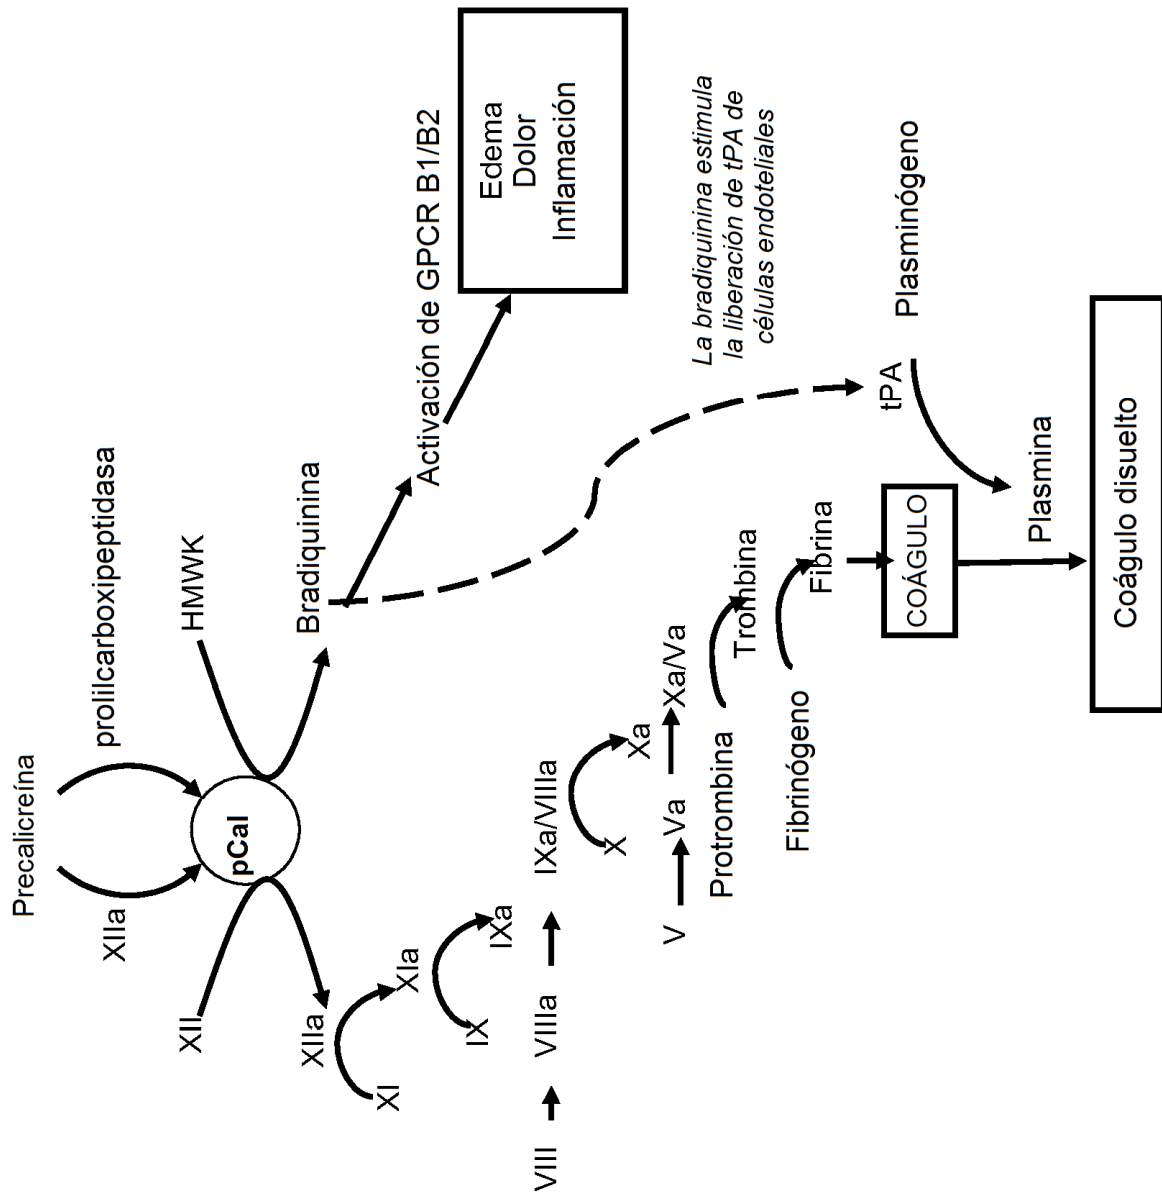 Precalicreína
XIIa
prolilcarboxipeptidasa
pCal
XII
HMWK
XIIa
Bradiquinina
XI
XIa
Activación de GPCR B1/B2
IX
IXa
Edema
Dolor
Inflamación
VIII
VIIIa
IXa/VIIIa
X
Xa
V
Va
Xa/Va
La bradiquinina estimula
la liberación de tPA de
células endoteliales
Protrombina
Trombina
Fibrinógeno
Fibrina
tPA
Plasminógeno
COÁGULO
Plasmina
Coágulo disuelto